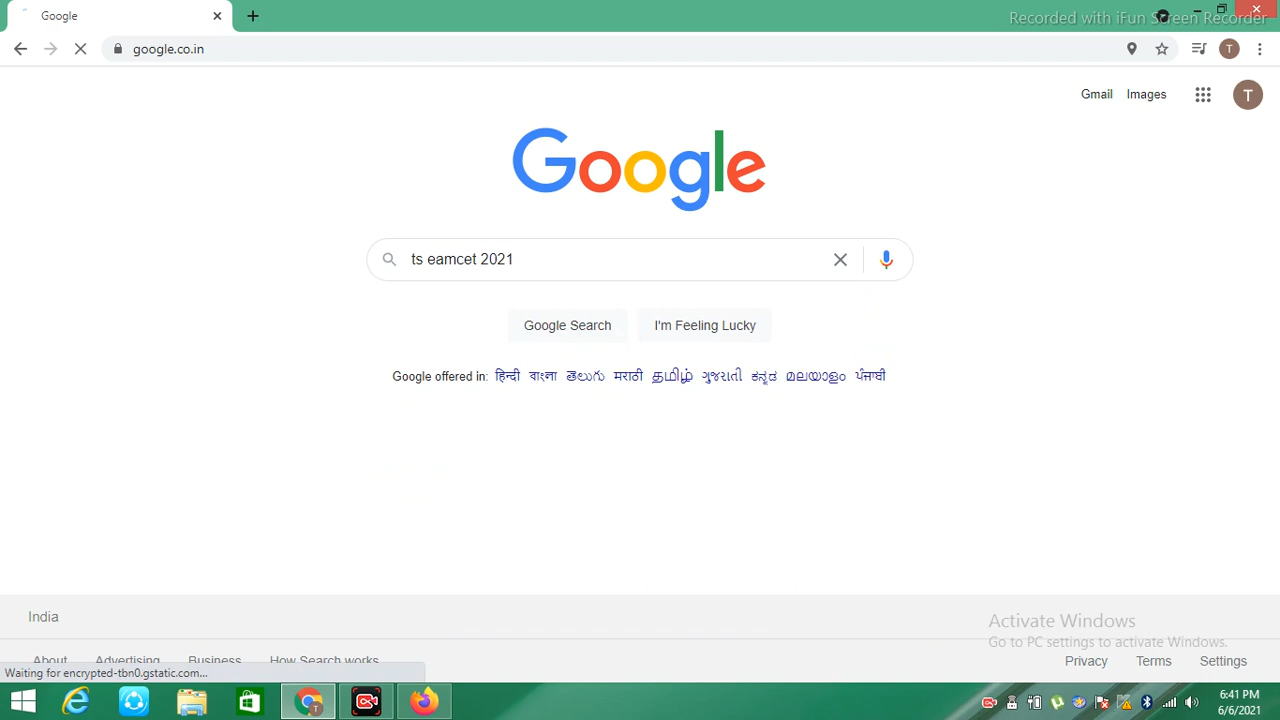 Google
Recorded with iFun Screen Recorder
google.co.in
T
Gmail Images
T
Google
ts eamcet 2021
Google Search I'm Feeling Lucky
Google offered in: हिन्दी বাংলা తెలుగు मराठी தமிழ் ગુજરાતી ಕನ್ನಡ മലയാളം ਪੰਜਾਬੀ
India
Activate Windows
Go to PC settings to activate Windows.
About Advertising Business How Search works
Privacy Terms Settings
Waiting for encrypted-tbn0.gstatic.com...
6:41 PM
6/6/2021